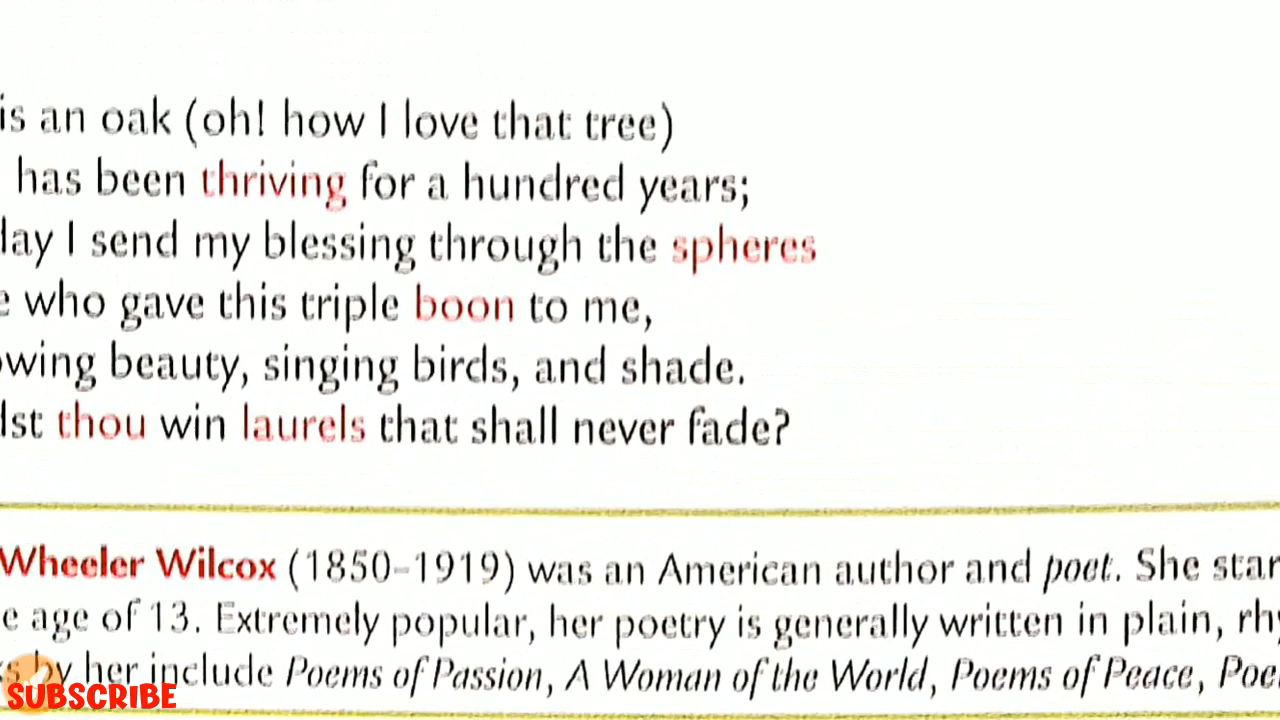 is an oak (oh! how I love that tree)
has been thriving for a hundred years;
day I send my blessing through the spheres
who gave this triple boon to me,
owing beauty, singing birds, and shade.
dst thou win laurels that shall never fade?
Wheeler Wilcox (1850–1919) was an American author and poet. She star
e age of 13. Extremely popular, her poetry is generally written in plain, rhy
s by her include Poems of Passion, A Woman of the World, Poems of Peace, Poe
SUBSCRIBE